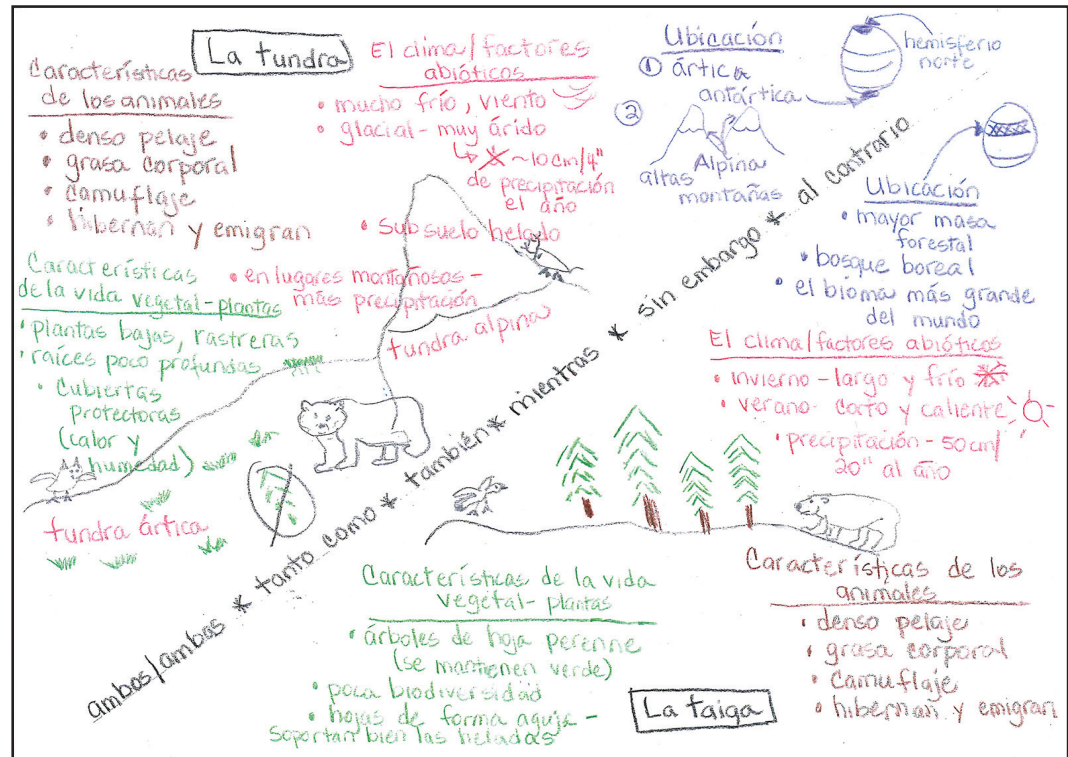 La tundra
Características
de los animales
• denso pelaje
• grasa corporal
• camuflaje
• hibernan y emigran
El clima/factores
abióticos
• mucho frío, viento
• glacial - muy árido
~10cm/4"
de precipitación
el año
• subsuelo helado
• en lugares montañosos -
más precipitación
Ubicación
① ártica
antártica
hemisferio
norte
②
Alpina
altas
montañas
Características
de la vida vegetal - plantas
• plantas bajas, rastreras
• raíces poco profundas
• cubiertas
protectoras
(calor y
humedad)
tundra alpina
tundra ártica
ambos/ambas * tanto como * también * mientras * sin embargo * al contrario
Ubicación
• mayor masa
forestal
• bosque boreal
• el bioma más grande
del mundo
El clima/factores abióticos
• invierno - largo y frío
• verano - corto y caliente
• precipitación - 50cm/
20" al año
Características de la vida
vegetal - plantas
• árboles de hoja perenne
(se mantienen verde)
• poca biodiversidad
• hojas de forma aguja -
soportan bien las heladas
La taiga
Características de los
animales
• denso pelaje
• grasa corporal
• camuflaje
• hibernan y emigran